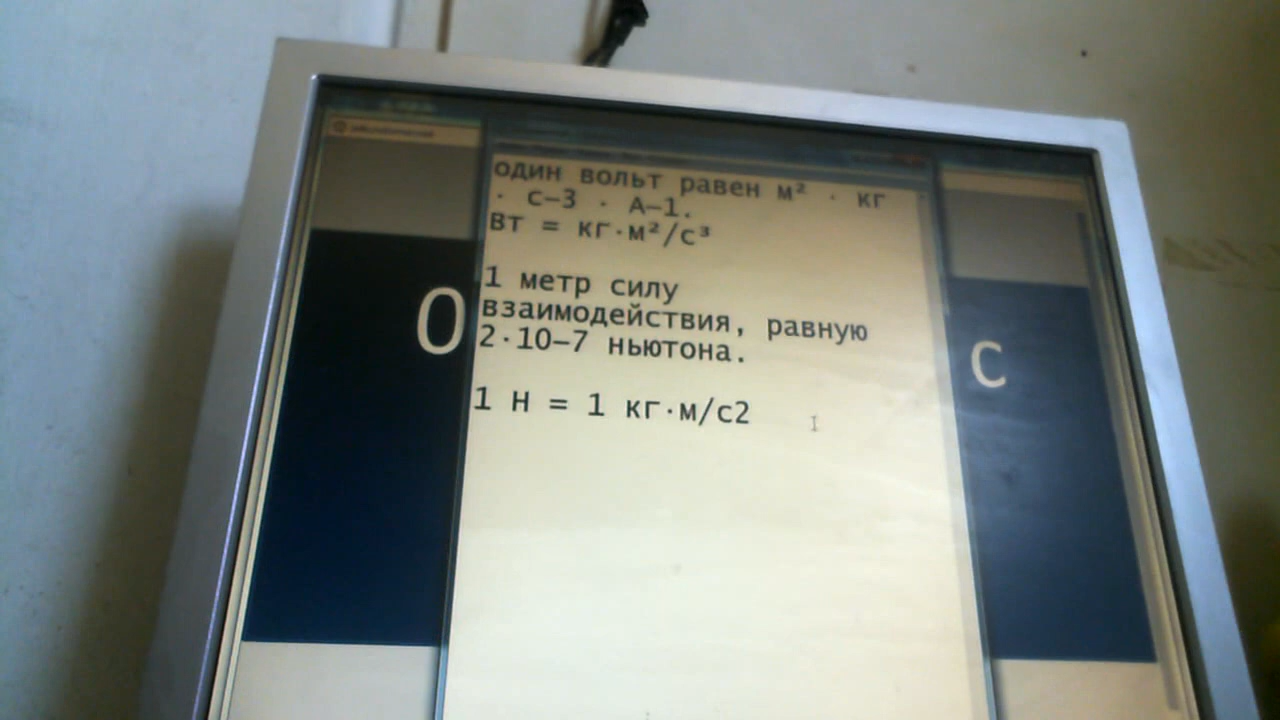 один вольт равен м² · кг
· с–3 · А–1.
Вт = кг·м²/с³
1 метр силу
взаимодействия, равную
2·10–7 ньютона.
1 Н = 1 кг·м/с2
О
С